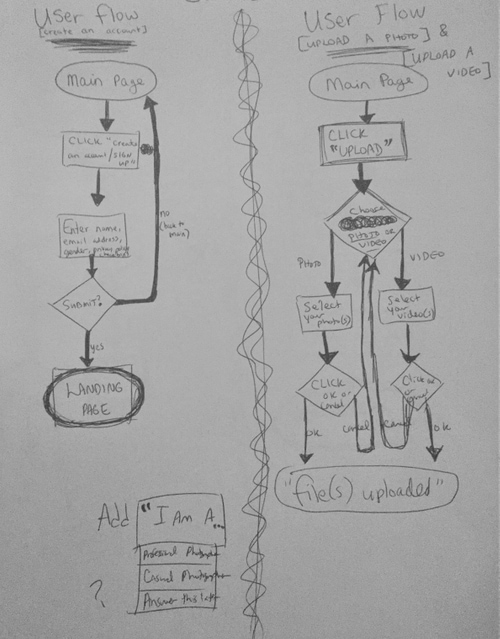 User Flow
[create an account]
Main Page
CLICK "create
an account/sign
up"
Enter name,
email address,
gender,
SUBMIT?
no
(back to
main)
yes
LANDING
PAGE
Add
"I AM A...
Professional Photographer
Casual Photographer
Answer this later
?
User Flow
[UPLOAD A PHOTO] &
[UPLOAD A
VIDEO]
Main Page
CLICK
"UPLOAD"
Choose
PHOTO OR
VIDEO
PHOTO
VIDEO
Select
your
photo(s)
Select
your
video(s)
CLICK
OK or
cancel
Click OK
or
cancel
OK
cancel
cancel
OK
"file(s) uploaded"